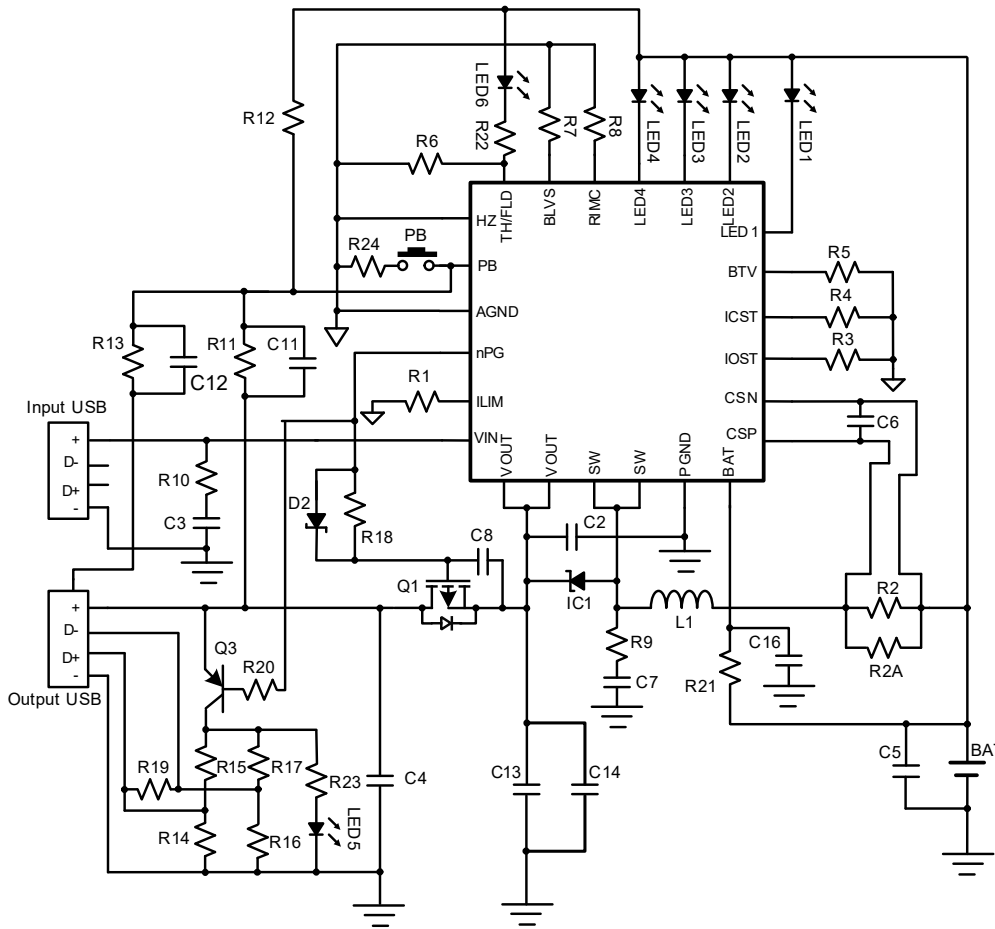 R12
LED6
R22
R7
R8
LED4
LED3
LED2
LED1
R6
TH/FLD
BLVS
RIMC
LED4
LED3
LED2
LED 1
HZ
PB
R24
PB
AGND
nPG
ILIM
VIN
R1
BTV
ICST
IOST
CSN
CSP
R5
R4
R3
C6
R13
C12
R11
C11
Input USB
+
D-
D+
-
R10
C3
D2
R18
VOUT
VOUT
SW
SW
PGND
BAT
C2
C8
Q1
IC1
L1
R2
R2A
+
D-
D+
-
Output USB
Q3
R20
R9
C7
R21
C16
R19
R15
R17
R23
C4
C13
C14
C5
R14
R16
LED5